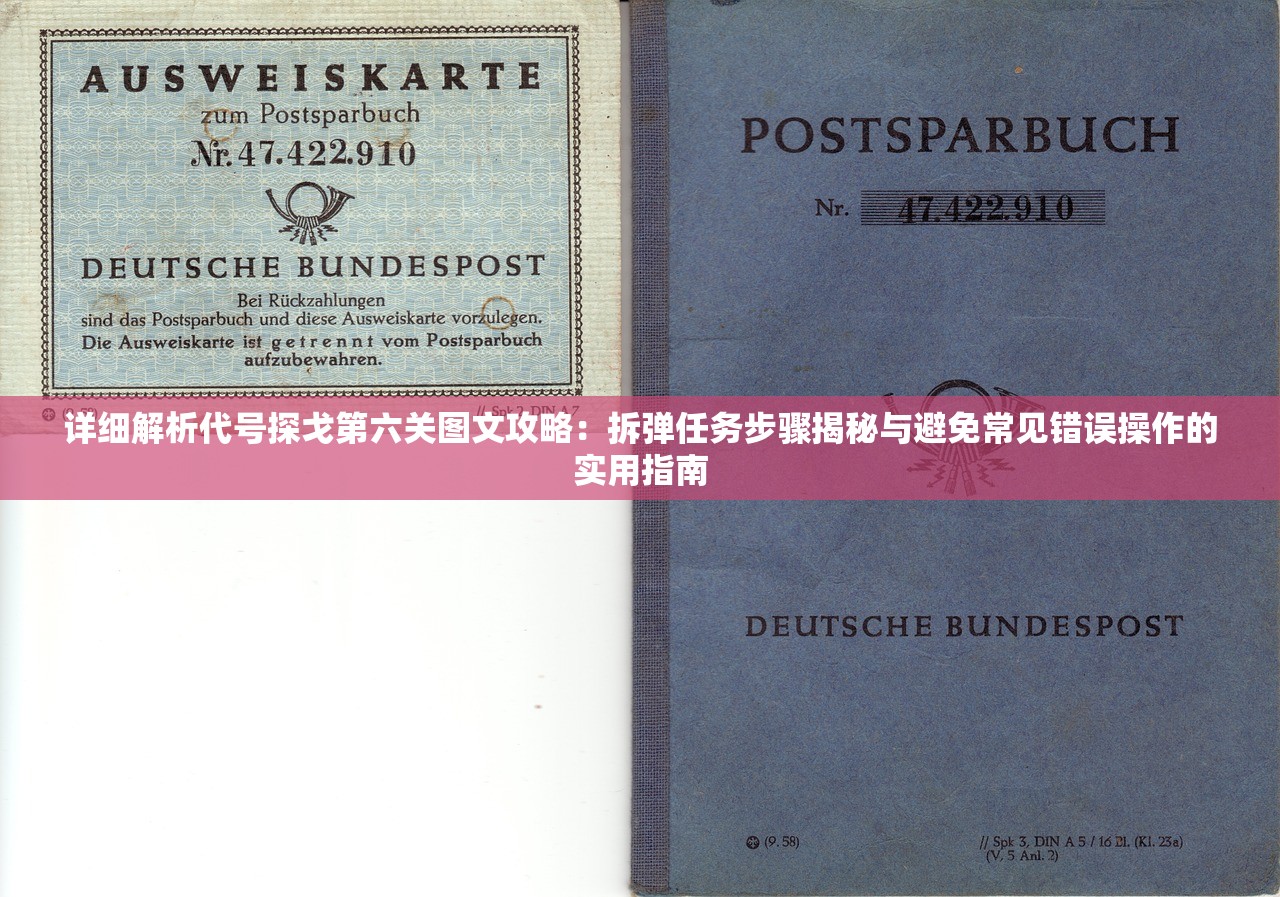 AUSWEISKARTE
zum Postsparbuch
Nr. 47.422.910
DEUTSCHE BUNDESPOST
Bei Rückzahlungen
sind das Postsparbuch und diese Ausweiskarte vorzulegen.
Die Ausweiskarte ist getrennt vom Postsparbuch
aufzubewahren.
POSTSPARBUCH
Nr. 47.422.910
详细解析代号探戈第六关图文攻略：拆弹任务步骤揭秘与避免常见错误操作的
实用指南
DEUTSCHE BUNDESPOST
(9. 58)
// Spk 3, DIN A 5 / 16 Bl. (Kl. 23a)
(V, 5 Anl. 2)